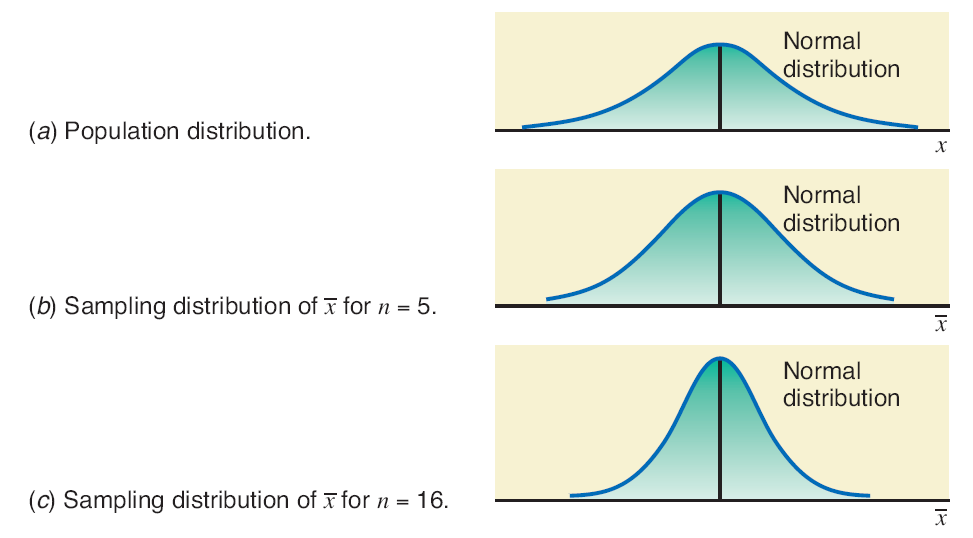 Normal
distribution
(a) Population distribution.
x
Normal
distribution
(b) Sampling distribution of x̅ for n = 5.
x̅
Normal
distribution
(c) Sampling distribution of x̅ for n = 16.
x̅